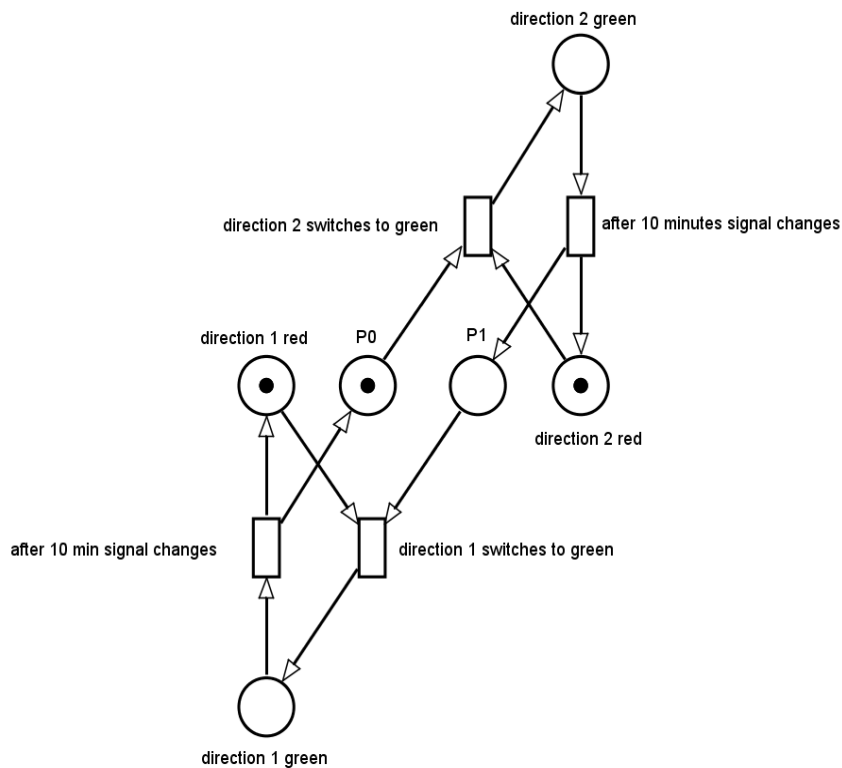 direction 2 green
direction 2 switches to green
after 10 minutes signal changes
direction 1 red
P0
P1
direction 2 red
after 10 min signal changes
direction 1 switches to green
direction 1 green